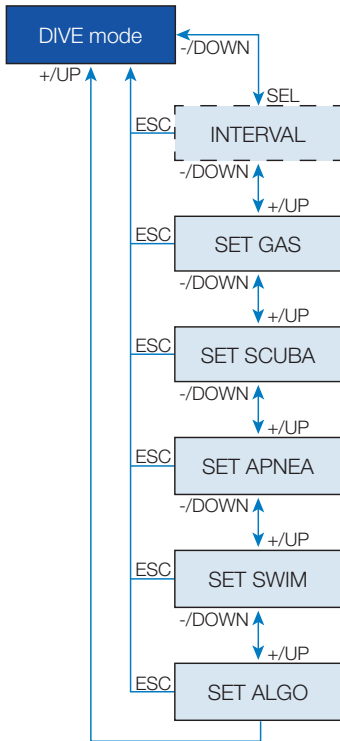 DIVE mode
-/DOWN
+/UP
SEL
ESC
INTERVAL
-/DOWN
+/UP
ESC
SET GAS
-/DOWN
+/UP
ESC
SET SCUBA
-/DOWN
+/UP
ESC
SET APNEA
-/DOWN
+/UP
ESC
SET SWIM
-/DOWN
+/UP
ESC
SET ALGO